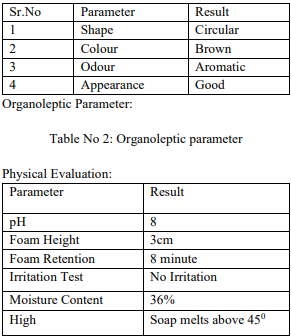 Sr.No Parameter Result
1 Shape Circular
2 Colour Brown
3 Odour Aromatic
4 Appearance Good
Organoleptic Parameter:
Table No 2: Organoleptic parameter
Physical Evaluation:
Parameter Result
pH 8
Foam Height 3cm
Foam Retention 8 minute
Irritation Test No Irritation
Moisture Content 36%
High Soap melts above 45⁰